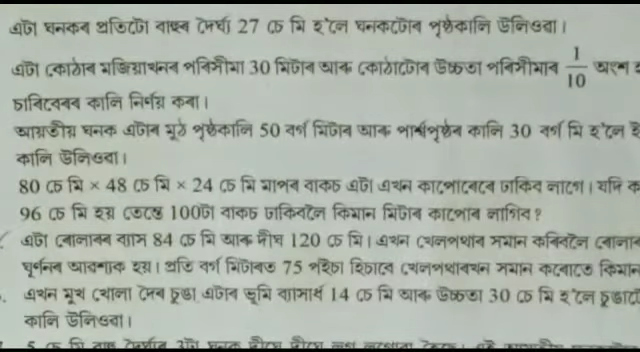 এটা ঘনকৰ প্ৰতিটো বাহুৰ দৈৰ্ঘ্য 27 চে মি হ'লে ঘনকটোৰ পৃষ্ঠকালি উলিওৱা।
এটা কোঠাৰ মজিয়াখনৰ পৰিসীমা 30 মিটাৰ আৰু কোঠাটোৰ উচ্চতা পৰিসীমাৰ 1/10 অংশ
চাৰিবেৰৰ কালি নিৰ্ণয় কৰা।
আয়তীয় ঘনক এটাৰ মুঠ পৃষ্ঠকালি 50 বৰ্গ মিটাৰ আৰু পাৰ্শ্বপৃষ্ঠৰ কালি 30 বৰ্গ মি হ'লে
কালি উলিওৱা।
80 চে মি × 48 চে মি × 24 চে মি মাপৰ বাকচ এটা এখন কাপোৰেৰে ঢাকিব লাগে। যদি
96 চে মি হয় তেন্তে 100টা বাকচ ঢাকিবলৈ কিমান মিটাৰ কাপোৰ লাগিব?
এটা ৰোলাৰৰ ব্যাস 84 চে মি আৰু দীঘ 120 চে মি। এখন খেলপথাৰ সমান কৰিবলৈ ৰোলাৰ
ঘূৰ্ণনৰ আৱশ্যক হয়। প্ৰতি বৰ্গ মিটাৰত 75 পইচা হিচাবে খেলপথাৰখন সমান কৰোতে কিমান
এখন মুখ খোলা টিনৰ চুঙা এটাৰ ভূমি ব্যাসাৰ্ধ 14 চে মি আৰু উচ্চতা 30 চে মি হ'লে
কালি উলিওৱা।